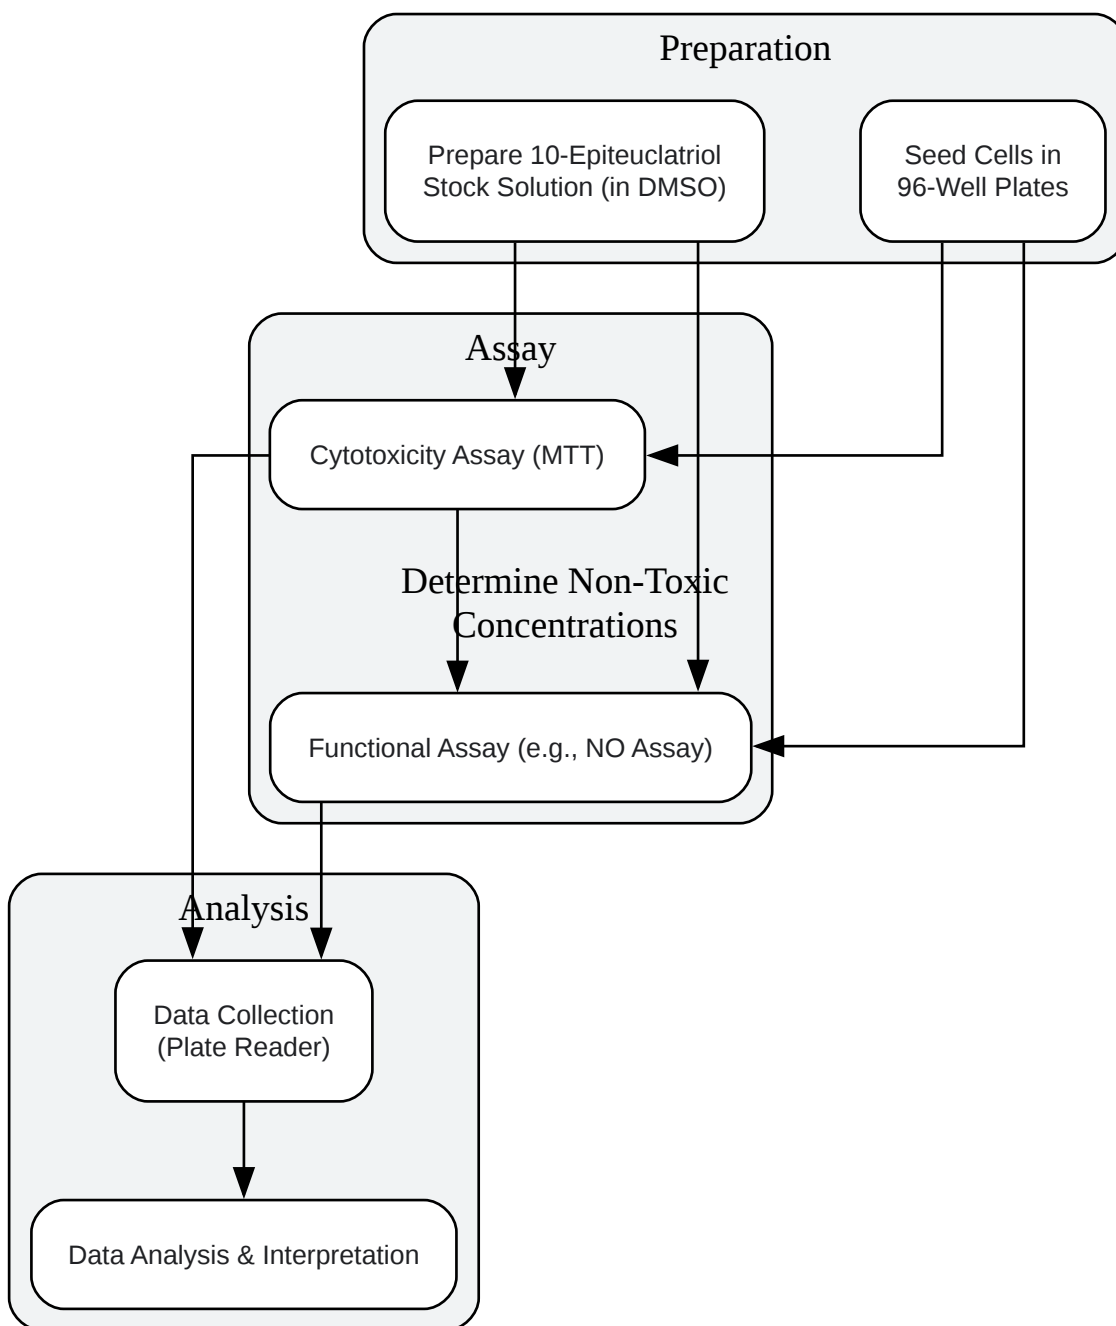 Preparation
Prepare 10-Epiteuclatriol
Stock Solution (in DMSO)
Seed Cells in
96-Well Plates
Assay
Cytotoxicity Assay (MTT)
Determine Non-Toxic
Concentrations
Functional Assay (e.g., NO Assay)
Analysis
Data Collection
(Plate Reader)
Data Analysis & Interpretation